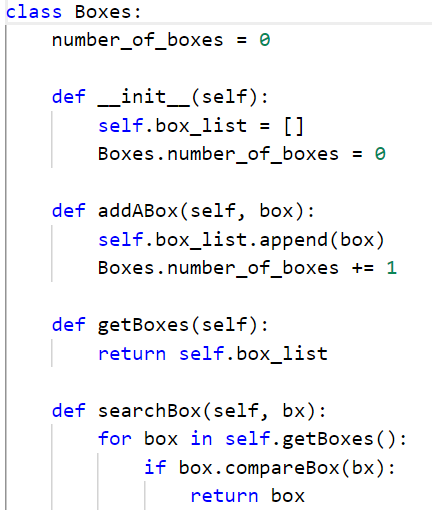 class Boxes:
    number_of_boxes = 0

    def __init__(self):
        self.box_list = []
        Boxes.number_of_boxes = 0

    def addABox(self, box):
        self.box_list.append(box)
        Boxes.number_of_boxes += 1

    def getBoxes(self):
        return self.box_list

    def searchBox(self, bx):
        for box in self.getBoxes():
            if box.compareBox(bx):
                return box